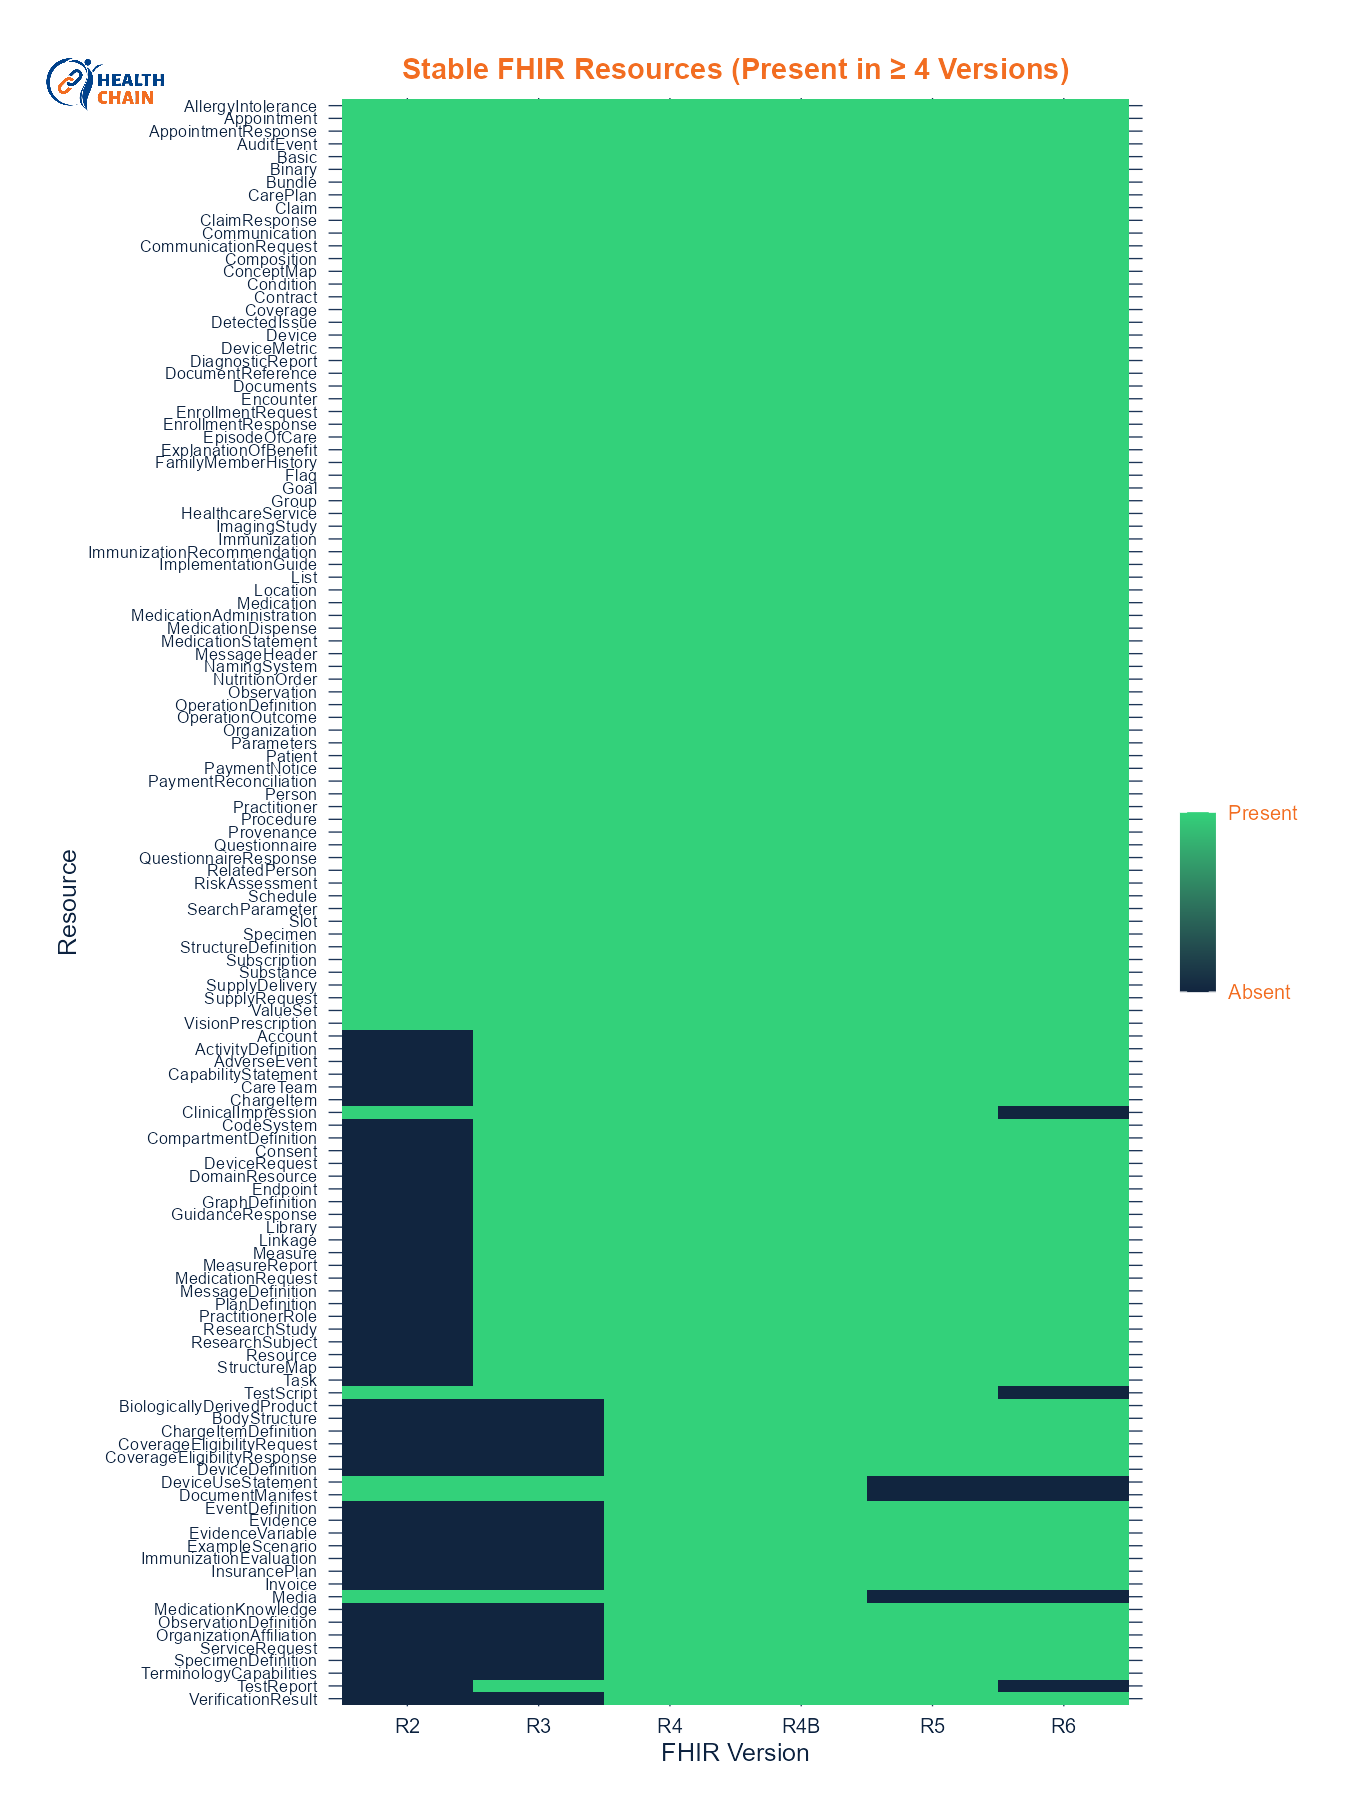 HEALTH
CHAIN
Stable FHIR Resources (Present in ≥ 4 Versions)
AllergyIntolerance
Appointment
AppointmentResponse
AuditEvent
Basic
Binary
Bundle
CarePlan
Claim
ClaimResponse
Communication
CommunicationRequest
Composition
ConceptMap
Condition
Contract
Coverage
DetectedIssue
Device
DeviceMetric
DiagnosticReport
DocumentReference
Documents
Encounter
EnrollmentRequest
EnrollmentResponse
EpisodeOfCare
ExplanationOfBenefit
FamilyMemberHistory
Flag
Goal
Group
HealthcareService
ImagingStudy
Immunization
ImmunizationRecommendation
ImplementationGuide
List
Location
Medication
MedicationAdministration
MedicationDispense
MedicationStatement
MessageHeader
NamingSystem
NutritionOrder
Observation
OperationDefinition
OperationOutcome
Organization
Parameters
Patient
PaymentNotice
PaymentReconciliation
Person
Practitioner
Procedure
Provenance
Questionnaire
QuestionnaireResponse
RelatedPerson
RiskAssessment
Schedule
SearchParameter
Slot
Specimen
StructureDefinition
Subscription
Substance
SupplyDelivery
SupplyRequest
ValueSet
VisionPrescription
Account
ActivityDefinition
AdverseEvent
CapabilityStatement
CareTeam
ChargeItem
ClinicalImpression
CodeSystem
CompartmentDefinition
Consent
DeviceRequest
DomainResource
Endpoint
GraphDefinition
GuidanceResponse
Library
Linkage
Measure
MeasureReport
MedicationRequest
MessageDefinition
PlanDefinition
PractitionerRole
ResearchStudy
ResearchSubject
Resource
StructureMap
Task
TestScript
BiologicallyDerivedProduct
BodyStructure
ChargeItemDefinition
CoverageEligibilityRequest
CoverageEligibilityResponse
DeviceDefinition
DeviceUseStatement
DocumentManifest
EventDefinition
Evidence
EvidenceVariable
ExampleScenario
ImmunizationEvaluation
InsurancePlan
Invoice
Media
MedicationKnowledge
ObservationDefinition
OrganizationAffiliation
ServiceRequest
SpecimenDefinition
TerminologyCapabilities
TestReport
VerificationResult
Resource
R2 R3 R4 R4B R5 R6
FHIR Version
Present
Absent